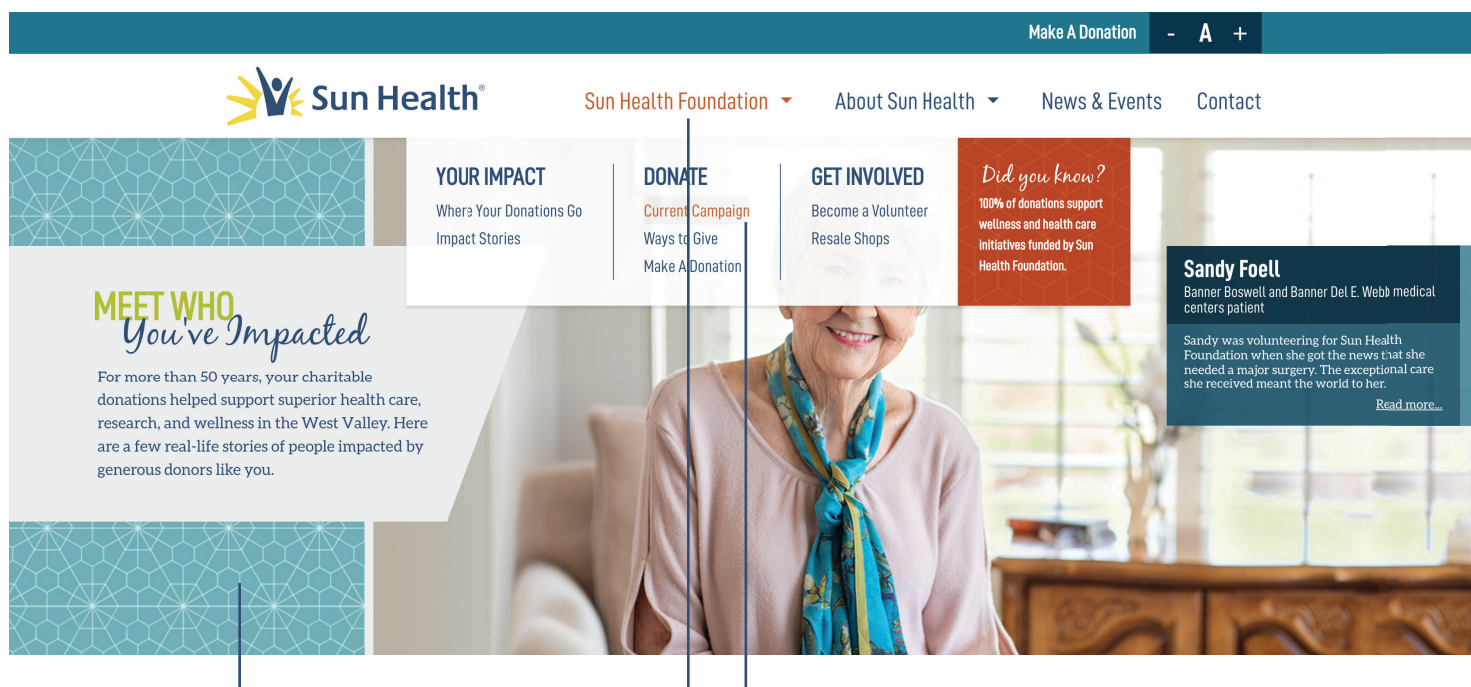 Make A Donation - A +
Sun Health®
Sun Health Foundation
About Sun Health
News & Events
Contact
YOUR IMPACT
Where Your Donations Go
Impact Stories
DONATE
Current Campaign
Ways to Give
Make A Donation
GET INVOLVED
Become a Volunteer
Resale Shops
Did you know?
100% of donations support
wellness and health care
initiatives funded by Sun
Health Foundation.
MEET WHO
You've Impacted
For more than 50 years, your charitable
donations helped support superior health care,
research, and wellness in the West Valley. Here
are a few real-life stories of people impacted by
generous donors like you.
Sandy Foell
Banner Boswell and Banner Del E. Webb medical
centers patient
Sandy was volunteering for Sun Health
Foundation when she got the news that she
needed a major surgery. The exceptional care
she received meant the world to her.
Read more...